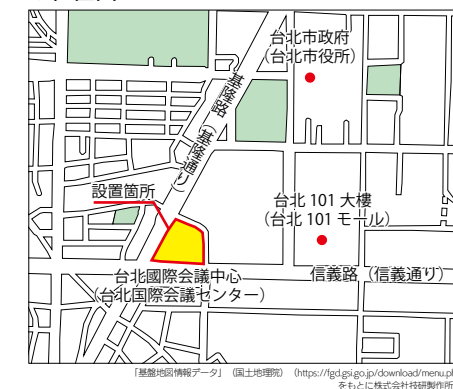 台北市政府
（台北市役所）
基隆路（基隆通り）
設置箇所
台北 101 大樓
（台北 101 モール）
台北國際会議中心
（台北国際会議センター）
信義路（信義通り）
「基盤地図情報データ」（国土地理院）（https://fgd.gsi.go.jp/download/menu.ph
をもとに株式会社技研製作所